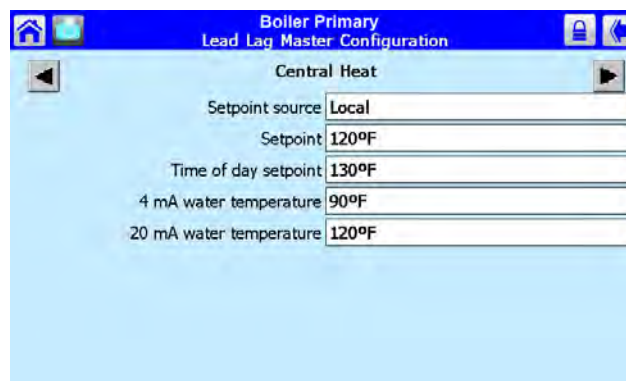 Boiler Primary
Lead Lag Master Configuration
Central Heat
Setpoint source Local
Setpoint 120ºF
Time of day setpoint 130ºF
4 mA water temperature 90ºF
20 mA water temperature 120ºF